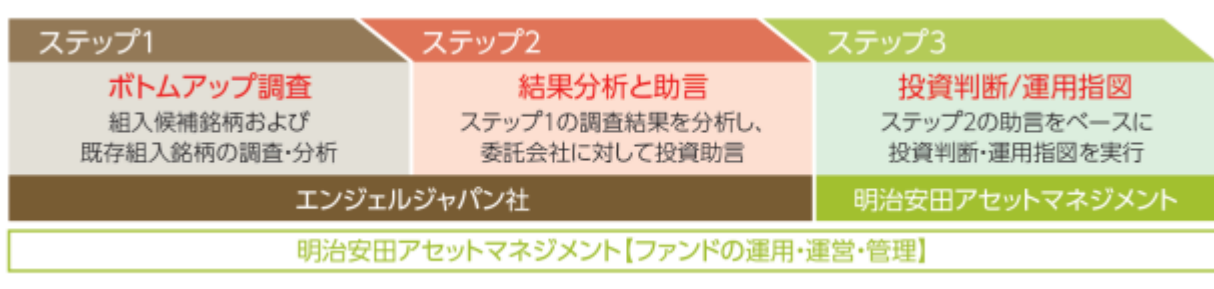 ステップ1
ステップ2
ステップ3
ボトムアップ調査
組入候補銘柄および
既存組入銘柄の調査・分析
結果分析と助言
ステップ1の調査結果を分析し、
委託会社に対して投資助言
投資判断/運用指図
ステップ2の助言をベースに
投資判断・運用指図を実行
エンジェルジャパン社
明治安田アセットマネジメント
明治安田アセットマネジメント【ファンドの運用・運営・管理】